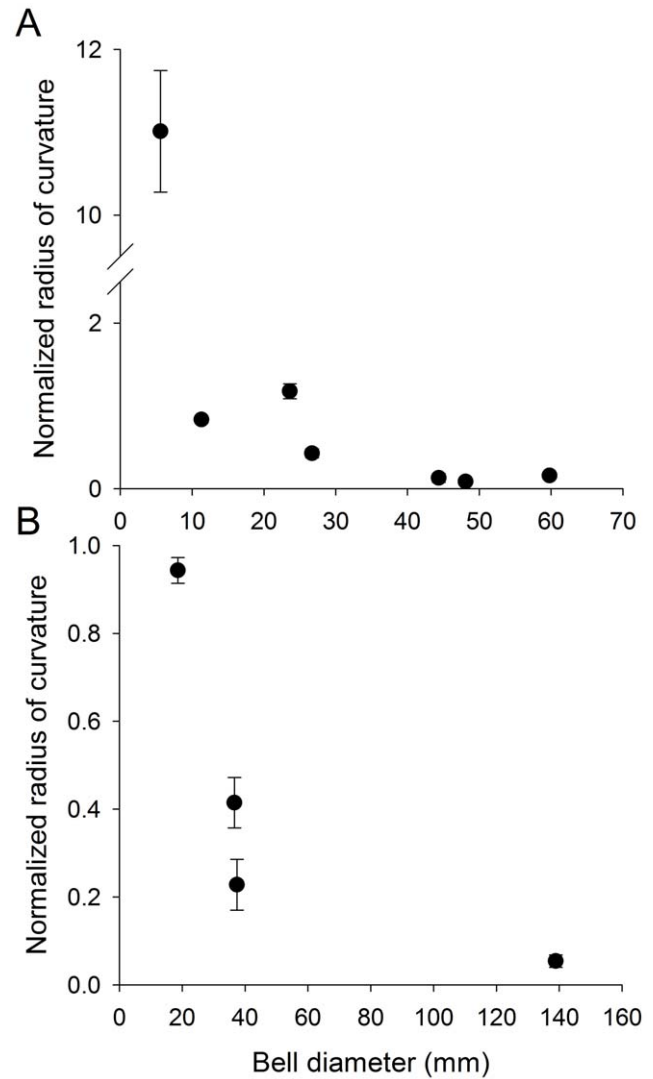 A
Normalized radius of curvature
12
10
2
0
0 10 20 30 40 50 60 70
B
Normalized radius of curvature
1.0
0.8
0.6
0.4
0.2
0.0
0 20 40 60 80 100 120 140 160
Bell diameter (mm)